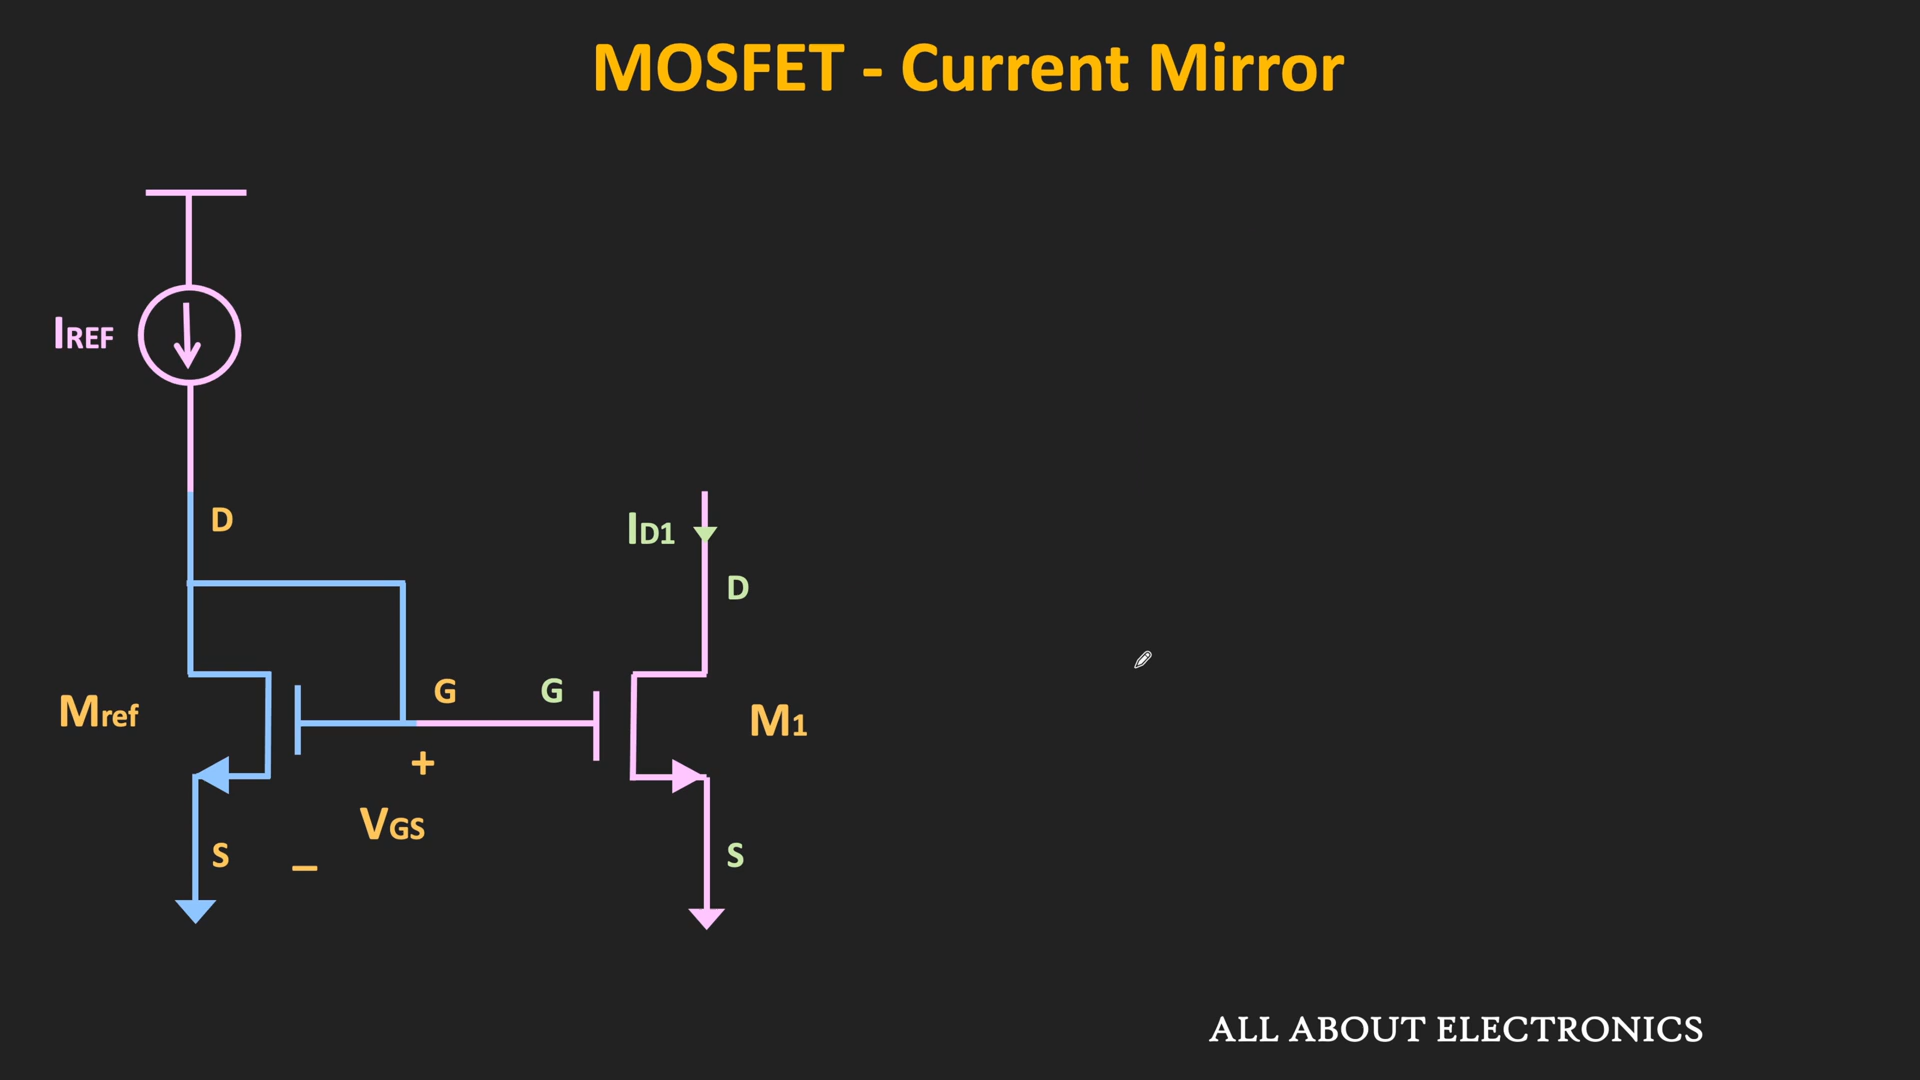 MOSFET - Current Mirror
IREF
D
ID1
D
Mref
G
G
M1
+
VGS
S
–
S
ALL ABOUT ELECTRONICS